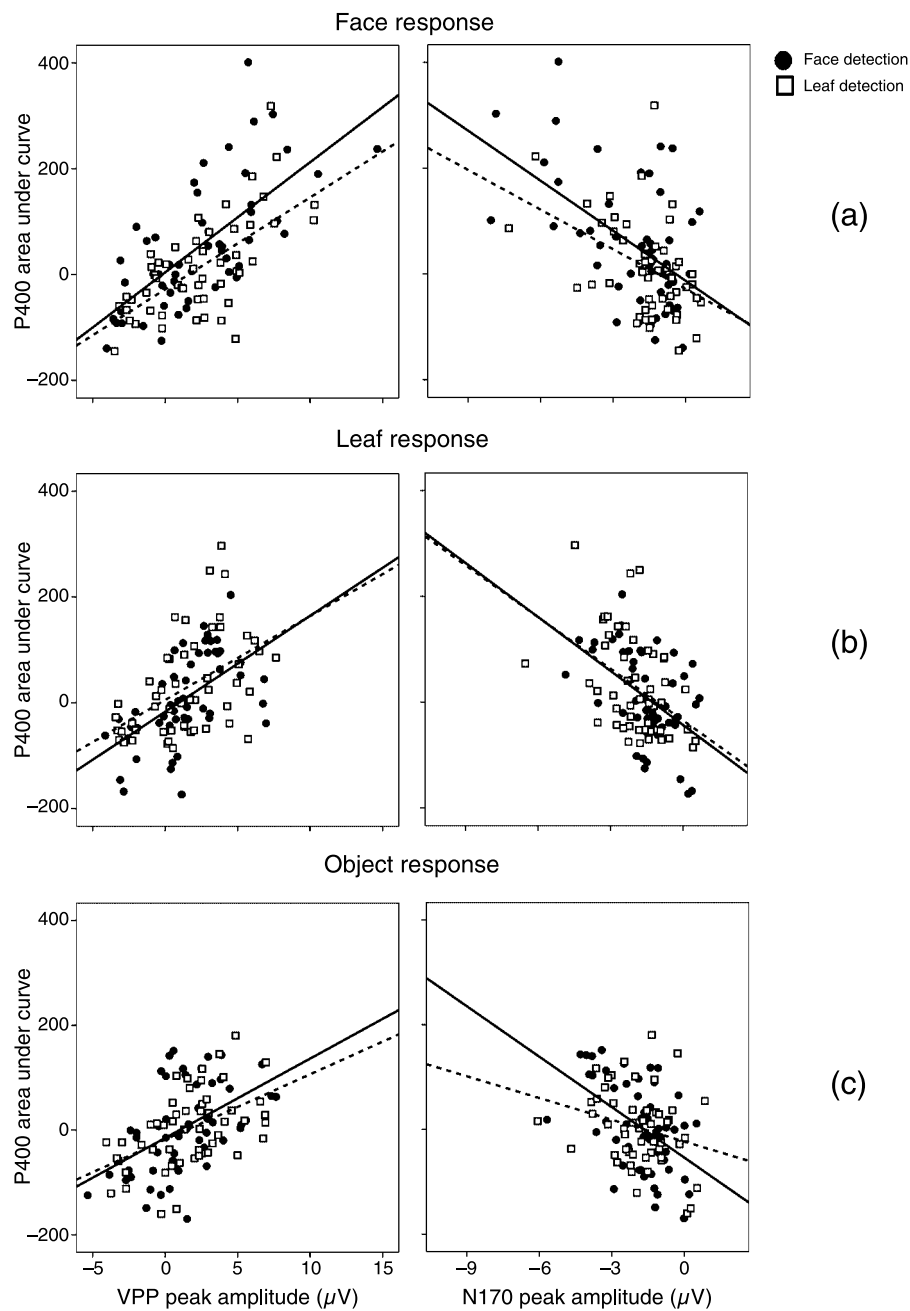 Face response
Face detection
Leaf detection
P400 area under curve
400
200
0
–200
(a)
Leaf response
P400 area under curve
400
200
0
–200
(b)
Object response
P400 area under curve
400
200
0
–200
(c)
–5 0 5 10 15
–9 –6 –3 0
VPP peak amplitude (µV)
N170 peak amplitude (µV)